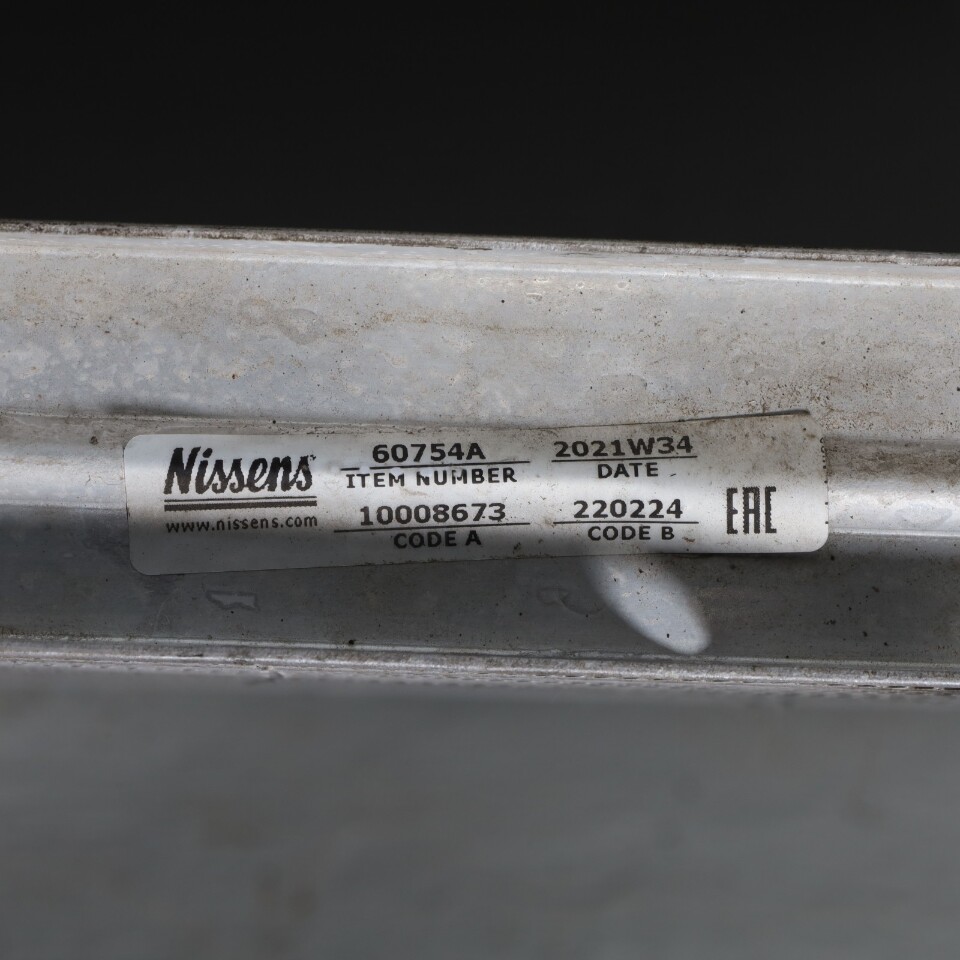 Nissens
www.nissens.com
60754A
ITEM NUMBER
2021W34
DATE
10008673
CODE A
220224
CODE B
EAC